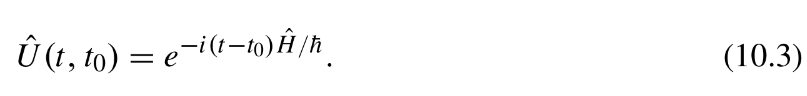 Û(t, t₀) = e^{−i(t−t₀)Ĥ/ħ}. (10.3)